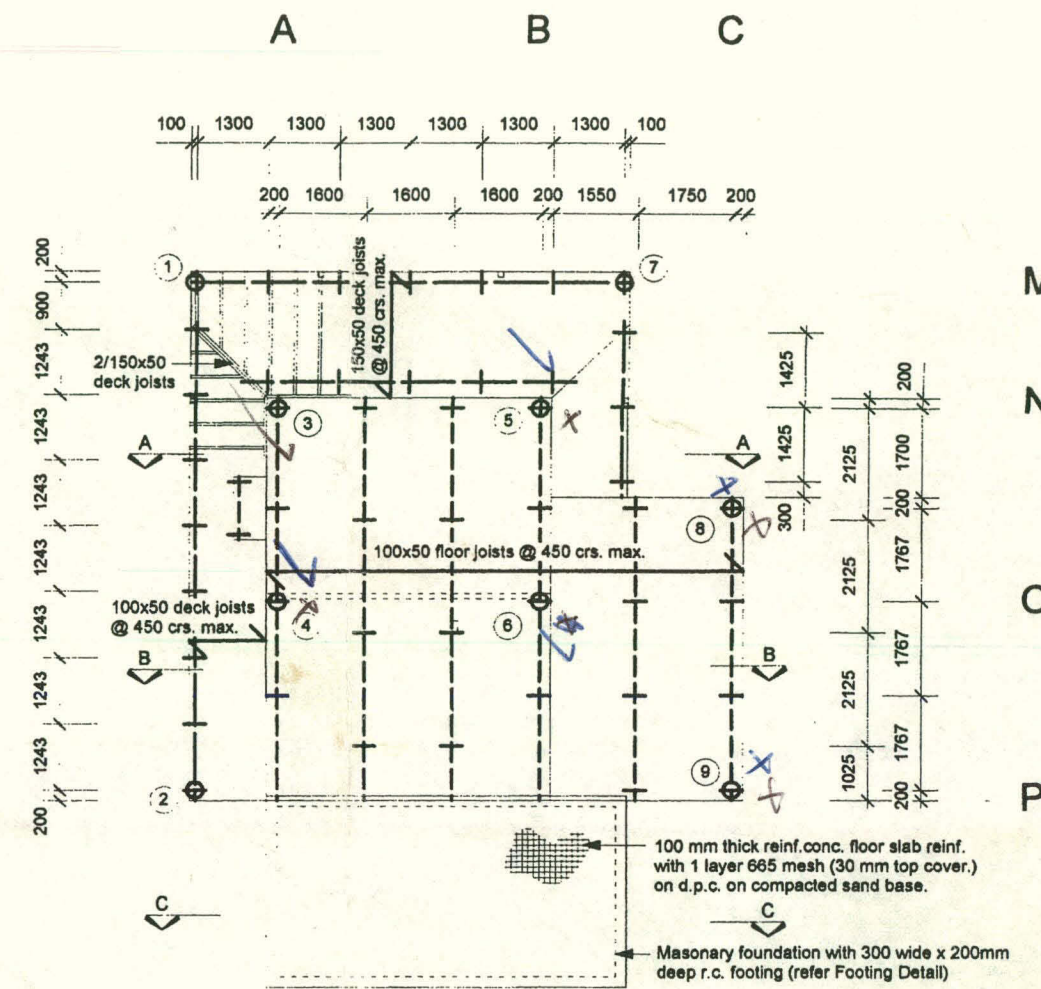 A B C
100 1300 1300 1300 1300 1300 1300 100
200 1600 1600 1600 200 1550 1750 200
200
900
1243
1243
1243
1243
1243
1243
1243
200
1
7
M
2/150x50
deck joists
150x50 deck joists
@ 450 crs. max.
3
5
N
A
A
8
1425
1425
300
2125
2125
2125
1025
200
1700
200
1767
1767
1767
200
100x50 floor joists @ 450 crs. max.
100x50 deck joists
@ 450 crs. max.
4
6
O
B
B
9
2
P
100 mm thick reinf.conc. floor slab reinf.
with 1 layer 665 mesh (30 mm top cover.)
on d.p.c. on compacted sand base.
C
C
Masonary foundation with 300 wide x 200mm
deep r.c. footing (refer Footing Detail)